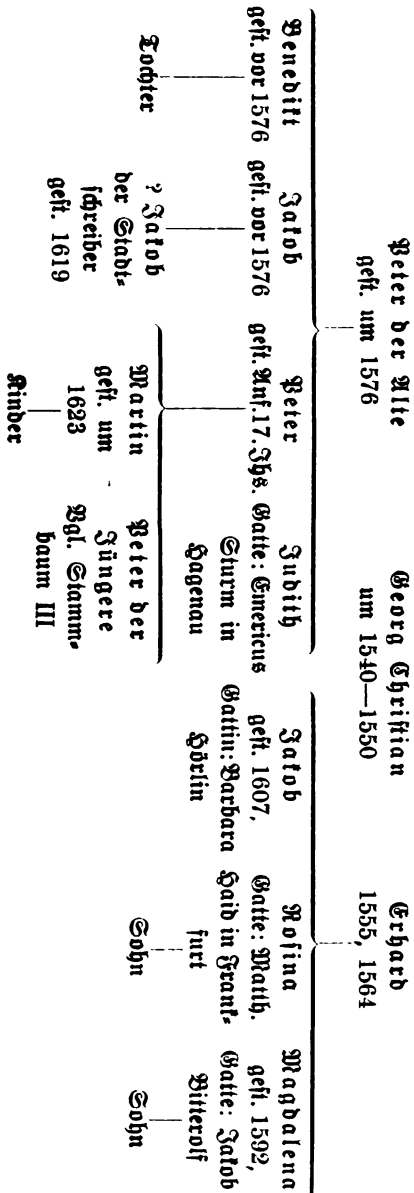 Peter der Alte
gest. um 1576
Georg Christian
um 1540—1550
Erhard
1555, 1564
Benedikt
gest. vor 1576
Jakob
gest. vor 1576
Peter
gest. Anf. 17. Jhs.
Judith
Gatte: Emericus
Sturm in
Hagenau
Jakob
gest. 1607,
Gattin: Barbara
Hörlin
Rosina
Gatte: Matth.
Haid in Frank-
furt
Magdalena
gest. 1592,
Gatte: Jakob
Bitterolf
Tochter
? Jakob
der Stadt-
schreiber
gest. 1619
Martin
gest. um
1623
Peter der
Jüngere
Vgl. Stamm-
baum III
Sohn
Sohn
Kinder